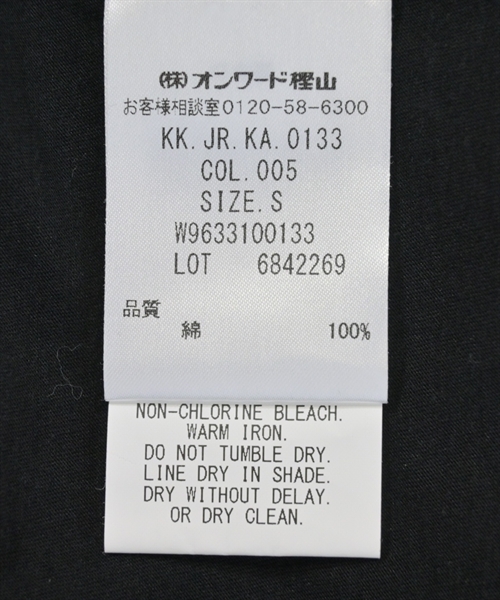 (株)オンワード樫山
お客様相談室0120-58-6300
KK.JR.KA.0133
COL.005
SIZE.S
W9633100133
LOT 6842269
品質
綿 100%
NON-CHLORINE BLEACH.
WARM IRON.
DO NOT TUMBLE DRY.
LINE DRY IN SHADE.
DRY WITHOUT DELAY.
OR DRY CLEAN.